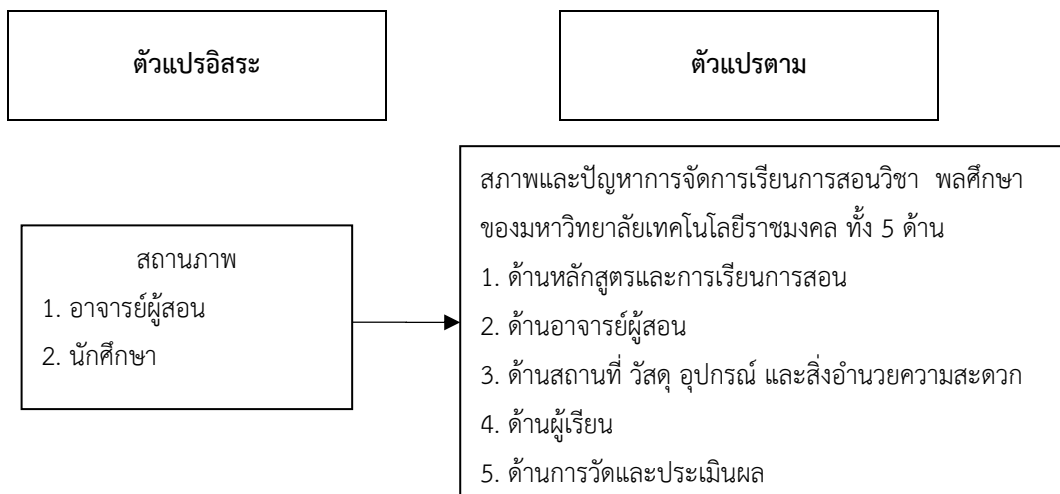 ตัวแปรอิสระ
ตัวแปรตาม
สถานภาพ
1. อาจารย์ผู้สอน
2. นักศึกษา
สภาพและปัญหาการจัดการเรียนการสอนวิชา พลศึกษา
ของมหาวิทยาลัยเทคโนโลยีราชมงคล ทั้ง 5 ด้าน
1. ด้านหลักสูตรและการเรียนการสอน
2. ด้านอาจารย์ผู้สอน
3. ด้านสถานที่ วัสดุ อุปกรณ์ และสิ่งอำนวยความสะดวก
4. ด้านผู้เรียน
5. ด้านการวัดและประเมินผล